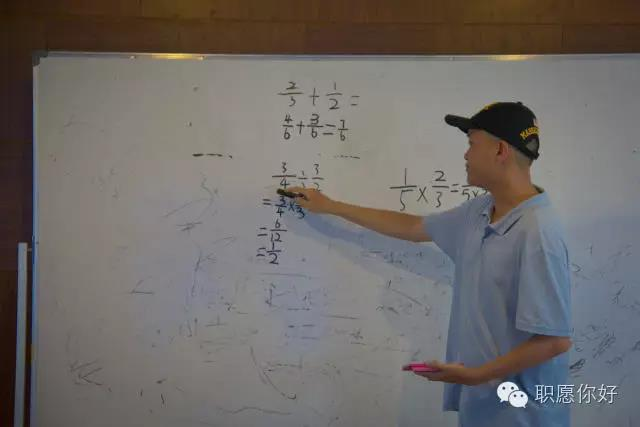 2/3 + 1/2 =
4/6 + 3/6 = 7/6
3/4 ÷ 3/2
= 3/4 × 2/3
= 6/12
= 1/2
1/5 × 2/3 =
职愿你好